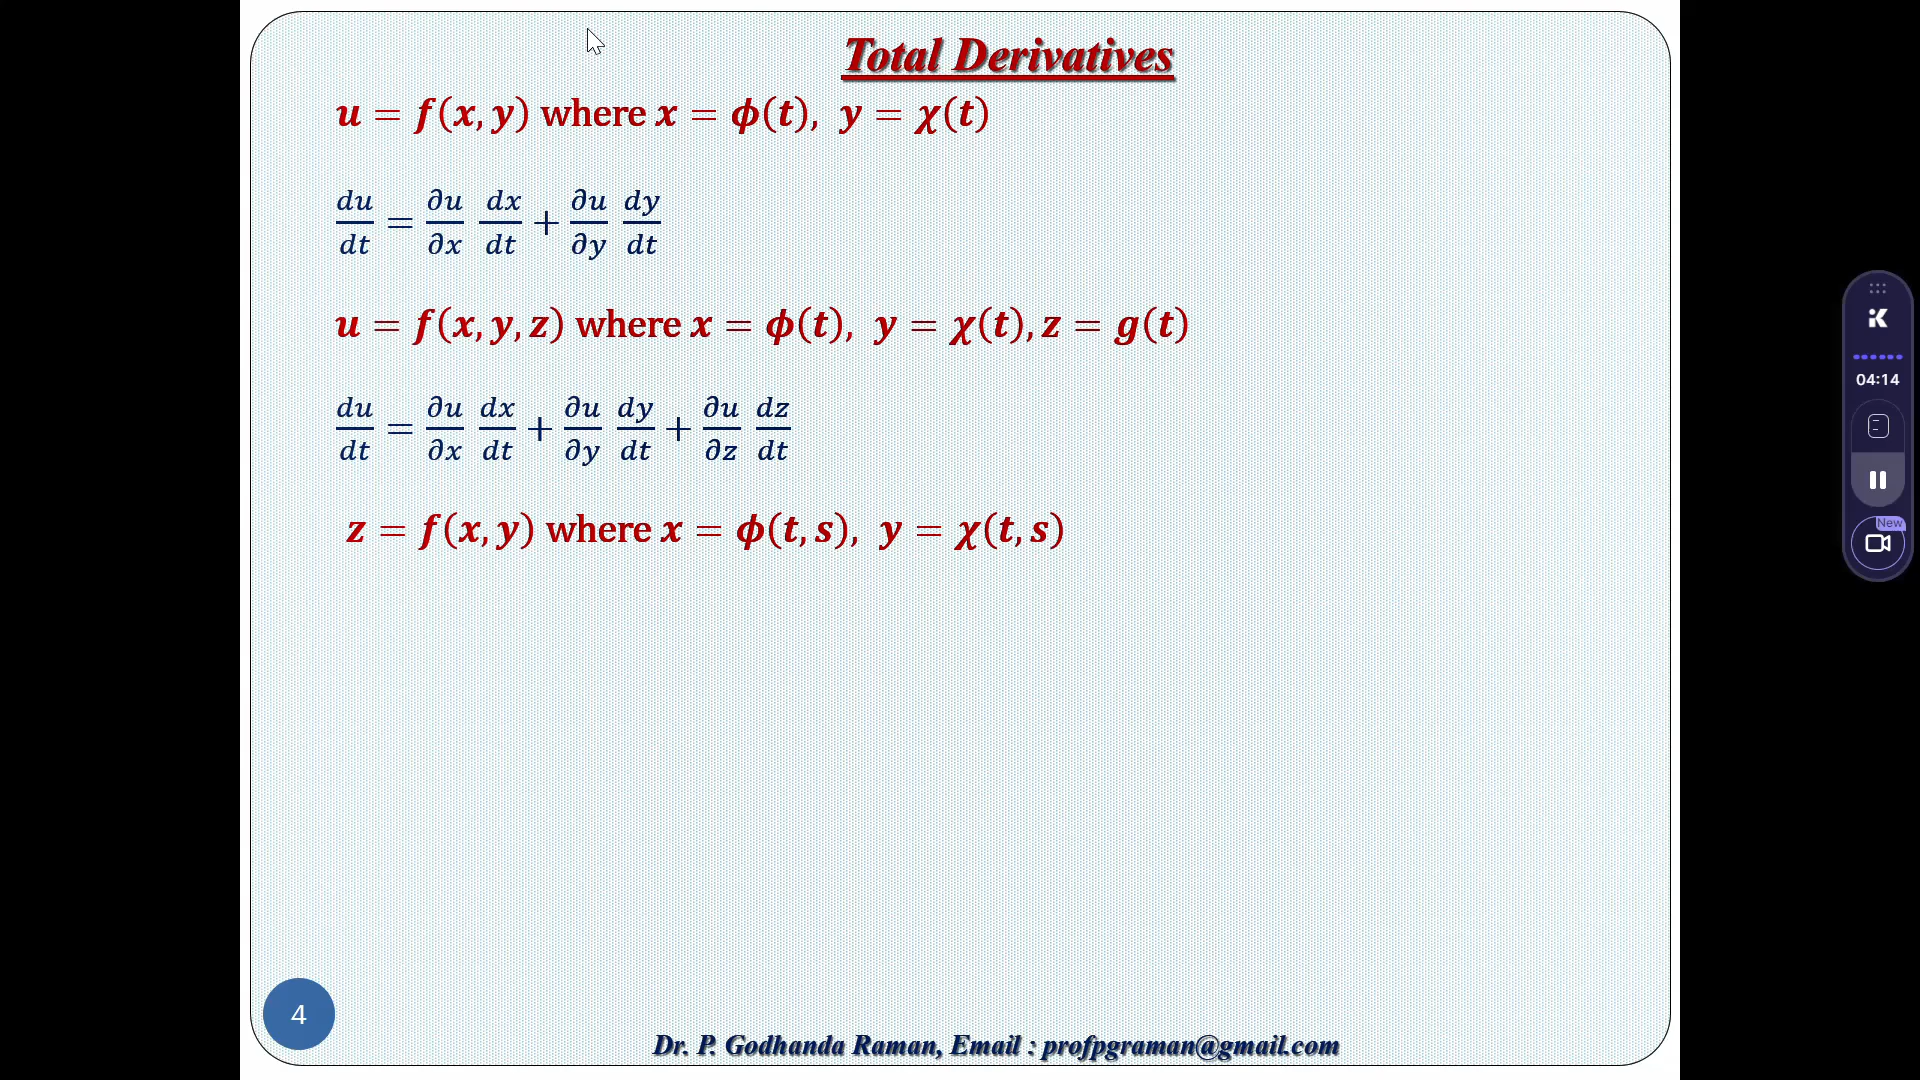 Total Derivatives
u = f(x, y) where x = ϕ(t), y = χ(t)
du/dt = ∂u/∂x dx/dt + ∂u/∂y dy/dt
u = f(x, y, z) where x = ϕ(t), y = χ(t), z = g(t)
du/dt = ∂u/∂x dx/dt + ∂u/∂y dy/dt + ∂u/∂z dz/dt
z = f(x, y) where x = ϕ(t, s), y = χ(t, s)
04:14
New
4
Dr. P. Godhanda Raman, Email : profpgraman@gmail.com